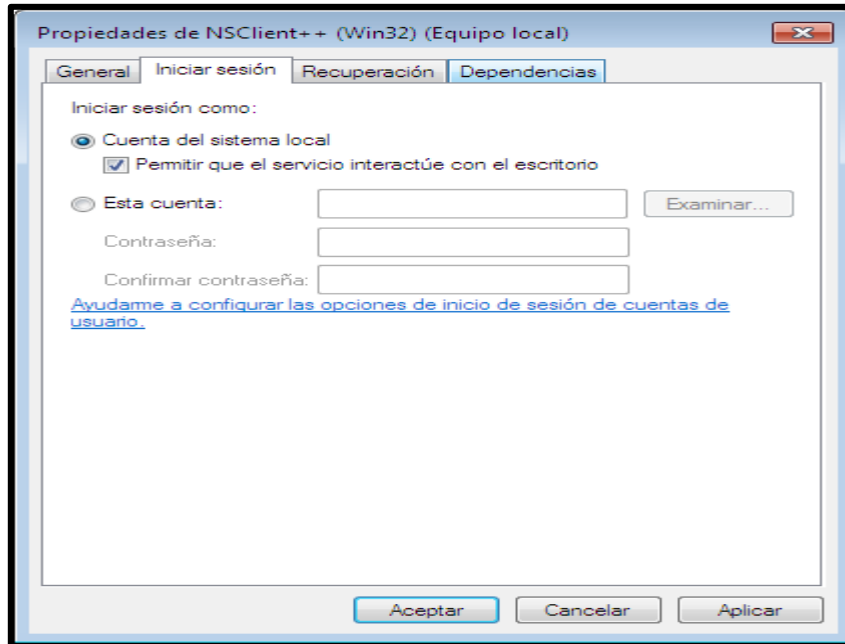 Propiedades de NSClient++ (Win32) (Equipo local)
General Iniciar sesión Recuperación Dependencias
Iniciar sesión como:
Cuenta del sistema local
Permitir que el servicio interactúe con el escritorio
Esta cuenta: Examinar...
Contraseña:
Confirmar contraseña:
Ayudarme a configurar las opciones de inicio de sesión de cuentas de
usuario.
Aceptar Cancelar Aplicar